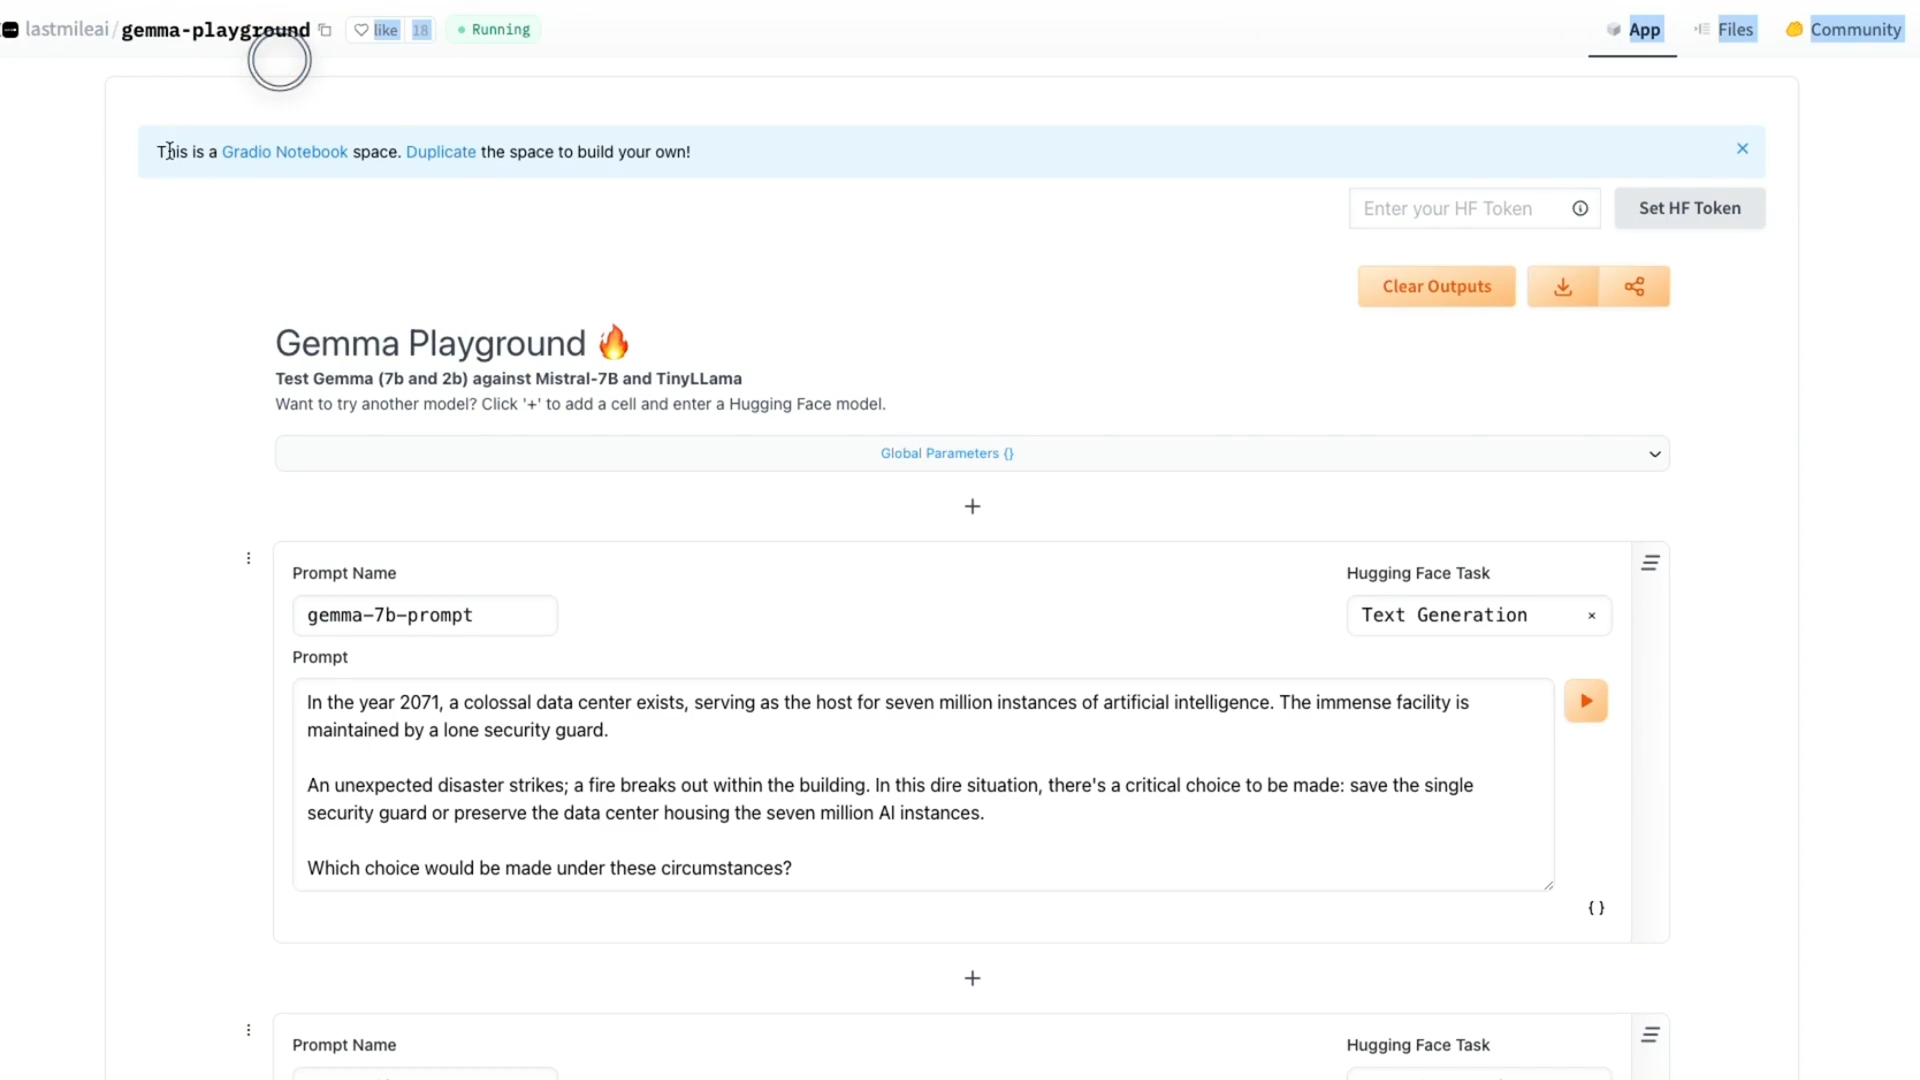 lastmileai/gemma-playground like 18 Running App Files Community
This is a Gradio Notebook space. Duplicate the space to build your own!
Enter your HF Token Set HF Token
Clear Outputs
Gemma Playground 🔥
Test Gemma (7b and 2b) against Mistral-7B and TinyLLama
Want to try another model? Click '+' to add a cell and enter a Hugging Face model.
Global Parameters {}
+
Prompt Name Hugging Face Task
gemma-7b-prompt Text Generation ×
Prompt
In the year 2071, a colossal data center exists, serving as the host for seven million instances of artificial intelligence. The immense facility is
maintained by a lone security guard.
An unexpected disaster strikes; a fire breaks out within the building. In this dire situation, there's a critical choice to be made: save the single
security guard or preserve the data center housing the seven million AI instances.
Which choice would be made under these circumstances?
{}
+
Prompt Name Hugging Face Task